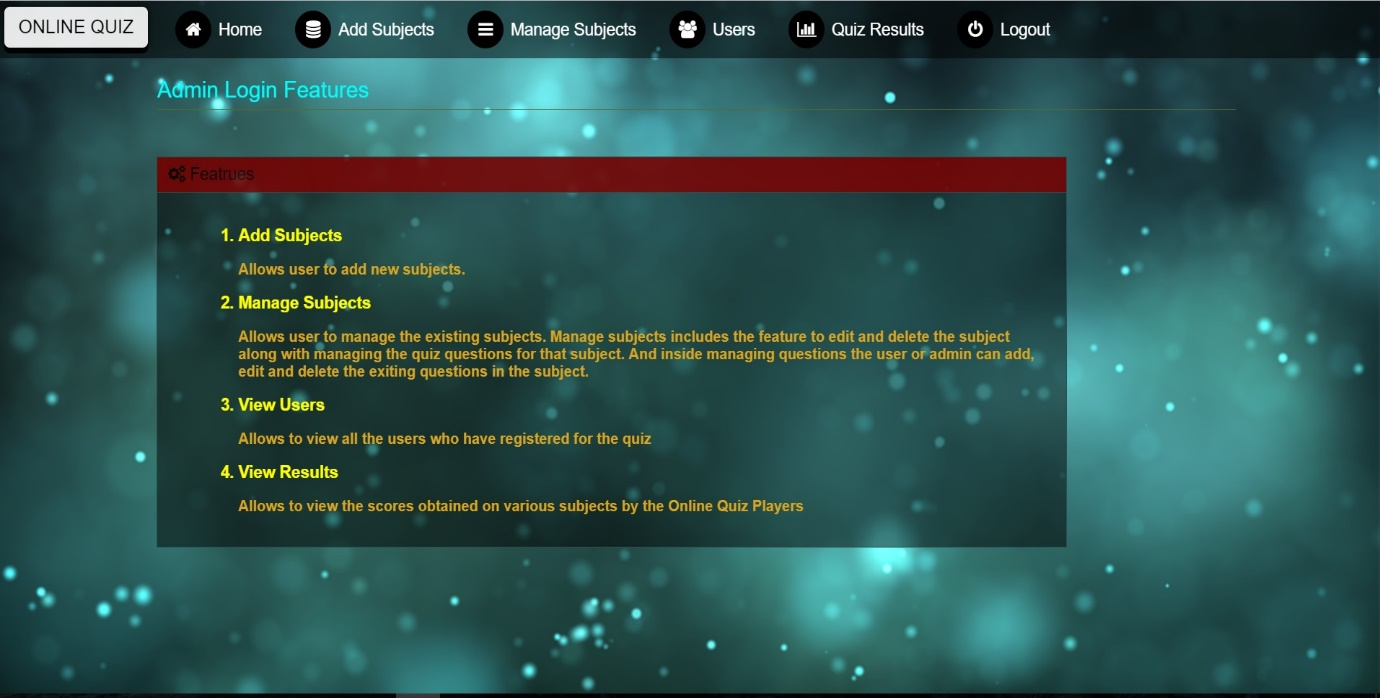 ONLINE QUIZ
Home
Add Subjects
Manage Subjects
Users
Quiz Results
Logout
Admin Login Features
Featrues
1. Add Subjects
Allows user to add new subjects.
2. Manage Subjects
Allows user to manage the existing subjects. Manage subjects includes the feature to edit and delete the subject
along with managing the quiz questions for that subject. And inside managing questions the user or admin can add,
edit and delete the exiting questions in the subject.
3. View Users
Allows to view all the users who have registered for the quiz
4. View Results
Allows to view the scores obtained on various subjects by the Online Quiz Players